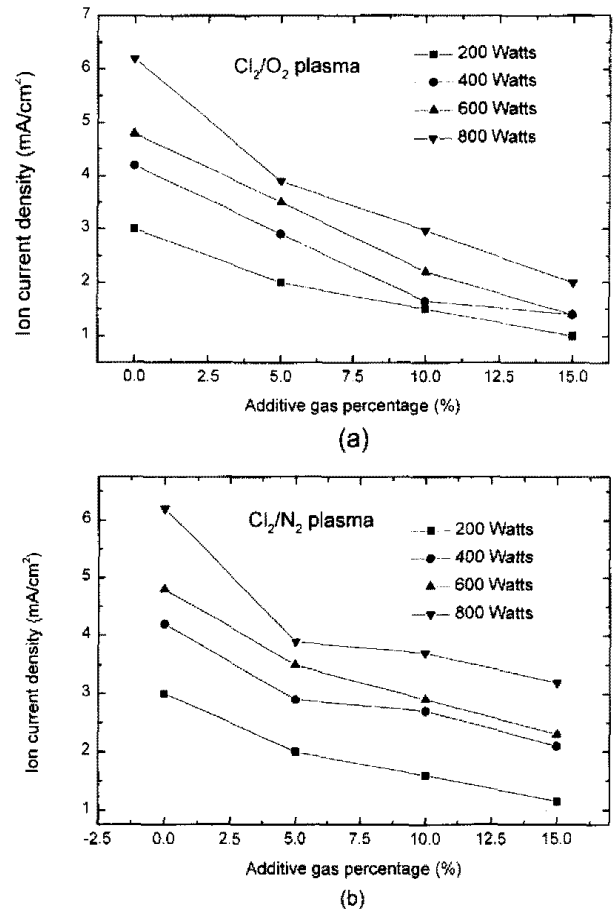 7
6
5
4
3
2
1
Ion current density (mA/cm²)
Cl₂/O₂ plasma
200 Watts
400 Watts
600 Watts
800 Watts
0.0 2.5 5.0 7.5 10.0 12.5 15.0
Additive gas percentage (%)
(a)
6
5
4
3
2
1
Ion current density (mA/cm²)
Cl₂/N₂ plasma
200 Watts
400 Watts
600 Watts
800 Watts
-2.5 0.0 2.5 5.0 7.5 10.0 12.5 15.0
Additive gas percentage (%)
(b)